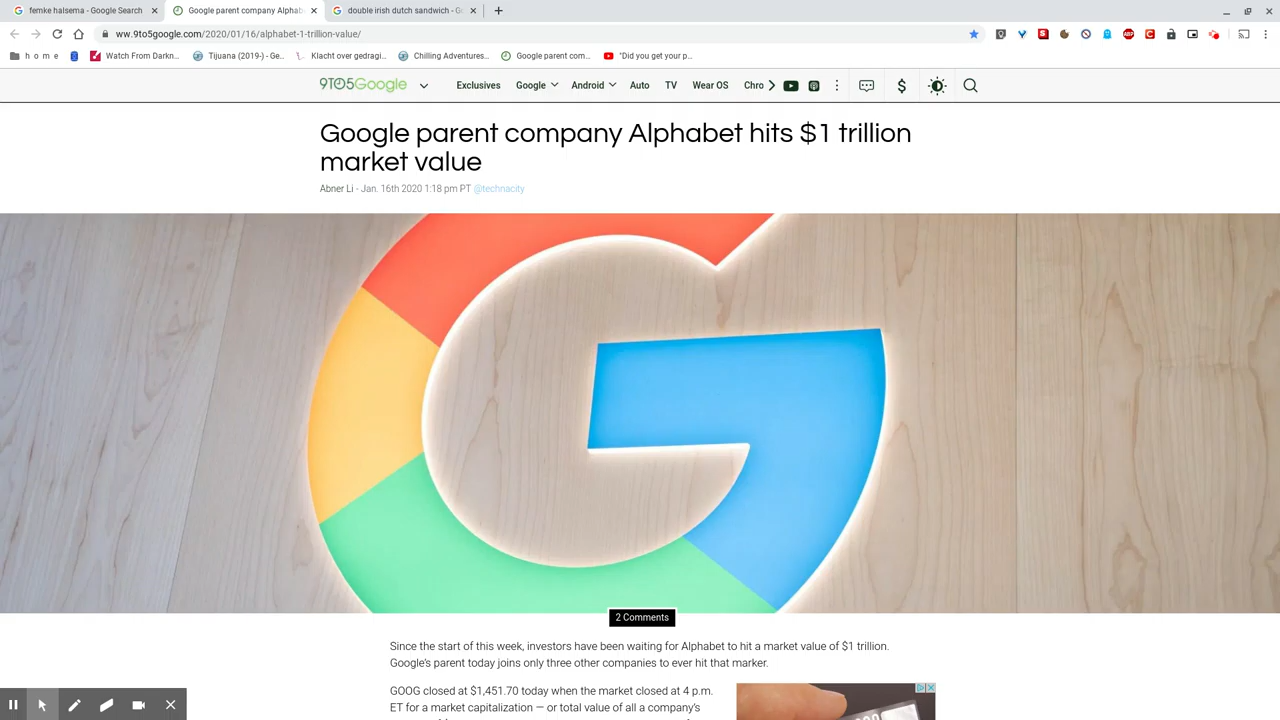 femke halsema - Google Search
Google parent company Alphab
double irish dutch sandwich - G
ww.9to5google.com/2020/01/16/alphabet-1-trillion-value/
h o m e
Watch From Darkn...
Tijuana (2019-) - Ge...
Klacht over gedragi...
Chilling Adventures...
Google parent com...
"Did you get your p...
9TO5Google
Exclusives
Google
Android
Auto
TV
Wear OS
Chro
Google parent company Alphabet hits $1 trillion
market value
Abner Li - Jan. 16th 2020 1:18 pm PT @technacity
2 Comments
Since the start of this week, investors have been waiting for Alphabet to hit a market value of $1 trillion.
Google's parent today joins only three other companies to ever hit that marker.
GOOG closed at $1,451.70 today when the market closed at 4 p.m.
ET for a market capitalization — or total value of all a company's